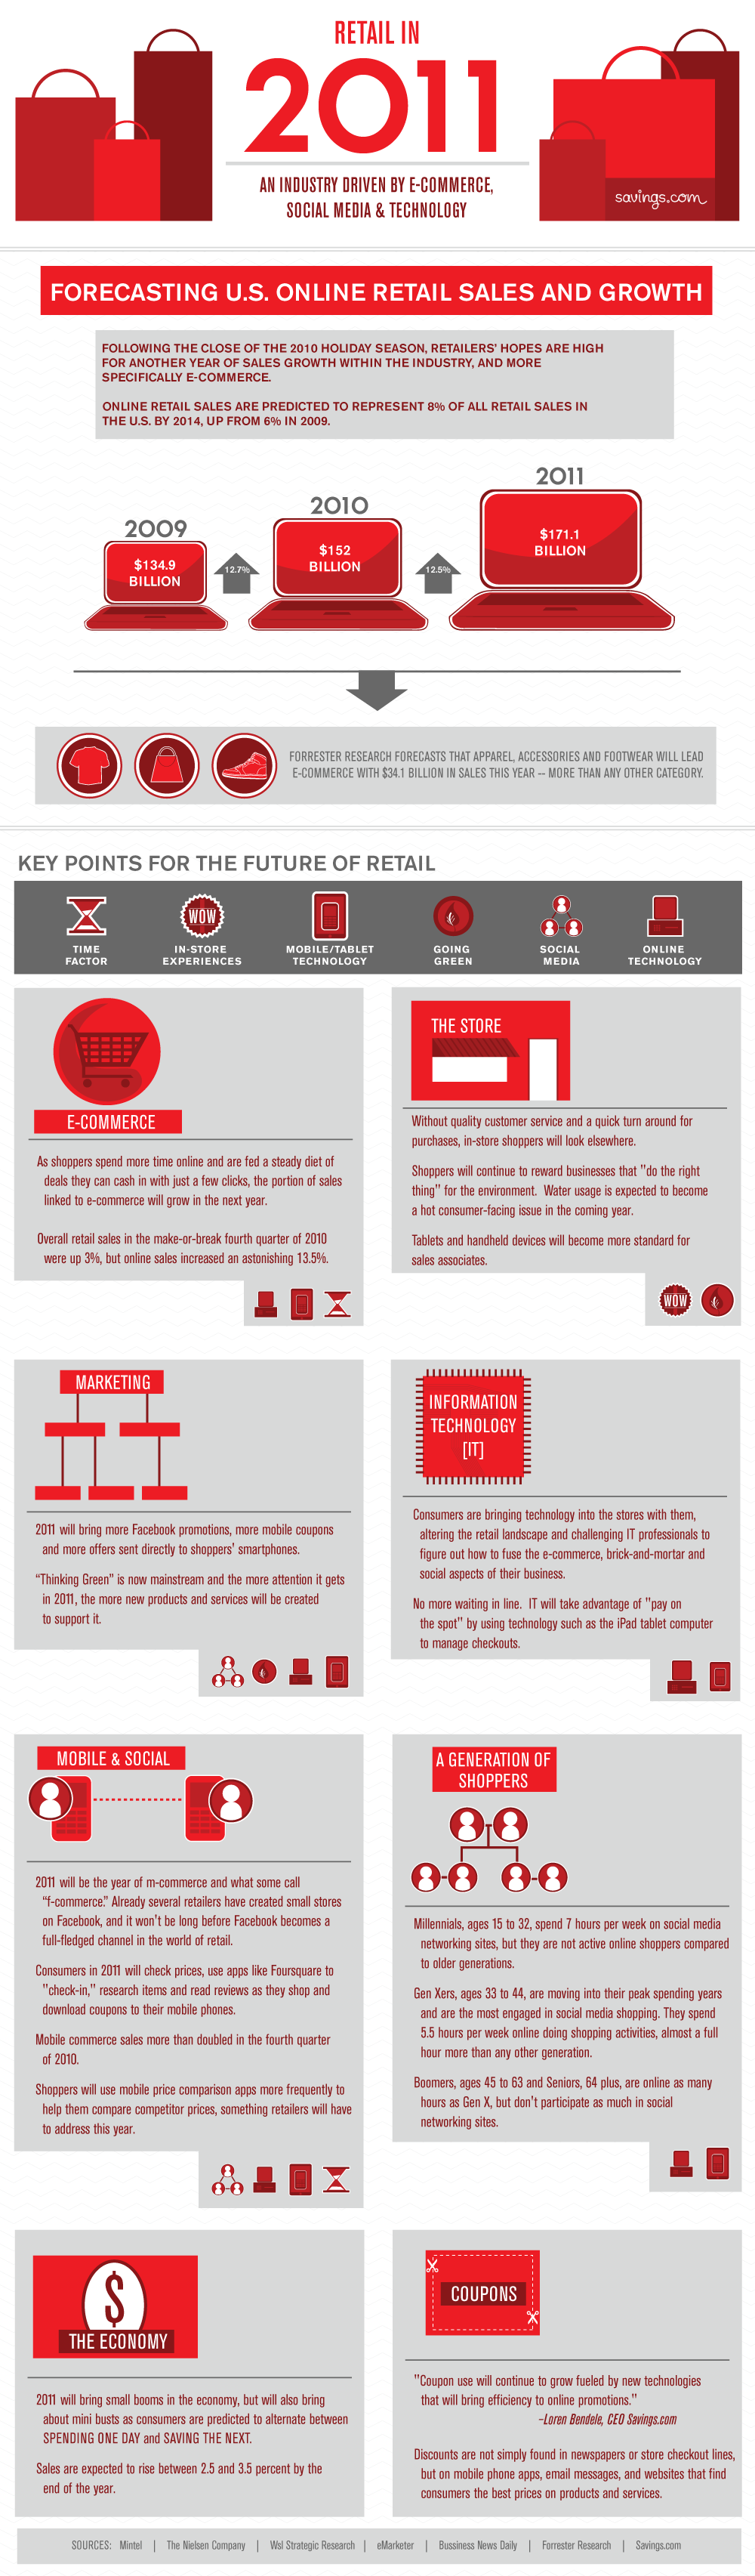 RETAIL IN
2011
AN INDUSTRY DRIVEN BY E-COMMERCE,
SOCIAL MEDIA & TECHNOLOGY
savings.com
FORECASTING U.S. ONLINE RETAIL SALES AND GROWTH
FOLLOWING THE CLOSE OF THE 2010 HOLIDAY SEASON, RETAILERS' HOPES ARE HIGH
FOR ANOTHER YEAR OF SALES GROWTH WITHIN THE INDUSTRY, AND MORE
SPECIFICALLY E-COMMERCE.
ONLINE RETAIL SALES ARE PREDICTED TO REPRESENT 8% OF ALL RETAIL SALES IN
THE U.S. BY 2014, UP FROM 6% IN 2009.
2009
$134.9
BILLION
12.7%
2010
$152
BILLION
12.5%
2011
$171.1
BILLION
FORRESTER RESEARCH FORECASTS THAT APPAREL, ACCESSORIES AND FOOTWEAR WILL LEAD
E-COMMERCE WITH $34.1 BILLION IN SALES THIS YEAR -- MORE THAN ANY OTHER CATEGORY.
KEY POINTS FOR THE FUTURE OF RETAIL
TIME
FACTOR
WOW
IN-STORE
EXPERIENCES
MOBILE/TABLET
TECHNOLOGY
GOING
GREEN
SOCIAL
MEDIA
ONLINE
TECHNOLOGY
E-COMMERCE
As shoppers spend more time online and are fed a steady diet of
deals they can cash in with just a few clicks, the portion of sales
linked to e-commerce will grow in the next year.
Overall retail sales in the make-or-break fourth quarter of 2010
were up 3%, but online sales increased an astonishing 13.5%.
THE STORE
Without quality customer service and a quick turn around for
purchases, in-store shoppers will look elsewhere.
Shoppers will continue to reward businesses that "do the right
thing" for the environment. Water usage is expected to become
a hot consumer-facing issue in the coming year.
Tablets and handheld devices will become more standard for
sales associates.
WOW
MARKETING
2011 will bring more Facebook promotions, more mobile coupons
and more offers sent directly to shoppers' smartphones.
“Thinking Green” is now mainstream and the more attention it gets
in 2011, the more new products and services will be created
to support it.
INFORMATION
TECHNOLOGY
[IT]
Consumers are bringing technology into the stores with them,
altering the retail landscape and challenging IT professionals to
figure out how to fuse the e-commerce, brick-and-mortar and
social aspects of their business.
No more waiting in line. IT will take advantage of "pay on
the spot" by using technology such as the iPad tablet computer
to manage checkouts.
MOBILE & SOCIAL
2011 will be the year of m-commerce and what some call
“f-commerce.” Already several retailers have created small stores
on Facebook, and it won't be long before Facebook becomes a
full-fledged channel in the world of retail.
Consumers in 2011 will check prices, use apps like Foursquare to
"check-in," research items and read reviews as they shop and
download coupons to their mobile phones.
Mobile commerce sales more than doubled in the fourth quarter
of 2010.
Shoppers will use mobile price comparison apps more frequently to
help them compare competitor prices, something retailers will have
to address this year.
A GENERATION OF
SHOPPERS
Millennials, ages 15 to 32, spend 7 hours per week on social media
networking sites, but they are not active online shoppers compared
to older generations.
Gen Xers, ages 33 to 44, are moving into their peak spending years
and are the most engaged in social media shopping. They spend
5.5 hours per week online doing shopping activities, almost a full
hour more than any other generation.
Boomers, ages 45 to 63 and Seniors, 64 plus, are online as many
hours as Gen X, but don't participate as much in social
networking sites.
$
THE ECONOMY
2011 will bring small booms in the economy, but will also bring
about mini busts as consumers are predicted to alternate between
SPENDING ONE DAY and SAVING THE NEXT.
Sales are expected to rise between 2.5 and 3.5 percent by the
end of the year.
COUPONS
"Coupon use will continue to grow fueled by new technologies
that will bring efficiency to online promotions."
–Loren Bendele, CEO Savings.com
Discounts are not simply found in newspapers or store checkout lines,
but on mobile phone apps, email messages, and websites that find
consumers the best prices on products and services.
SOURCES: Mintel | The Nielsen Company | Wsl Strategic Research | eMarketer | Bussiness News Daily | Forrester Research | Savings.com